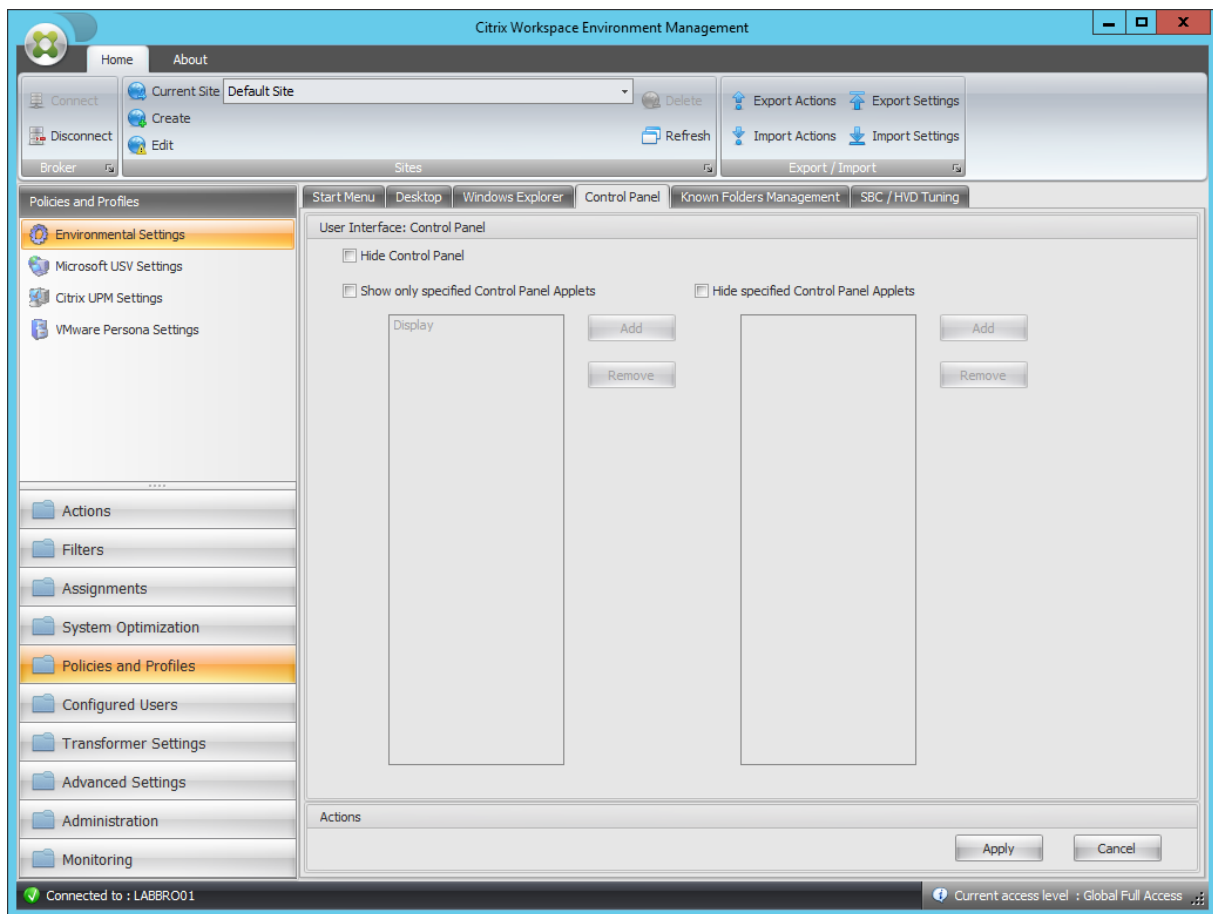 Citrix Workspace Environment Management
Home
About
Connect
Disconnect
Broker
Current Site Default Site
Create
Edit
Delete
Refresh
Sites
Export Actions
Export Settings
Import Actions
Import Settings
Export / Import
Policies and Profiles
Environmental Settings
Microsoft USV Settings
Citrix UPM Settings
VMware Persona Settings
Actions
Filters
Assignments
System Optimization
Policies and Profiles
Configured Users
Transformer Settings
Advanced Settings
Administration
Monitoring
Start Menu
Desktop
Windows Explorer
Control Panel
Known Folders Management
SBC / HVD Tuning
User Interface: Control Panel
Hide Control Panel
Show only specified Control Panel Applets
Hide specified Control Panel Applets
Display
Add
Remove
Add
Remove
Actions
Apply
Cancel
Connected to : LABBRO01
Current access level : Global Full Access